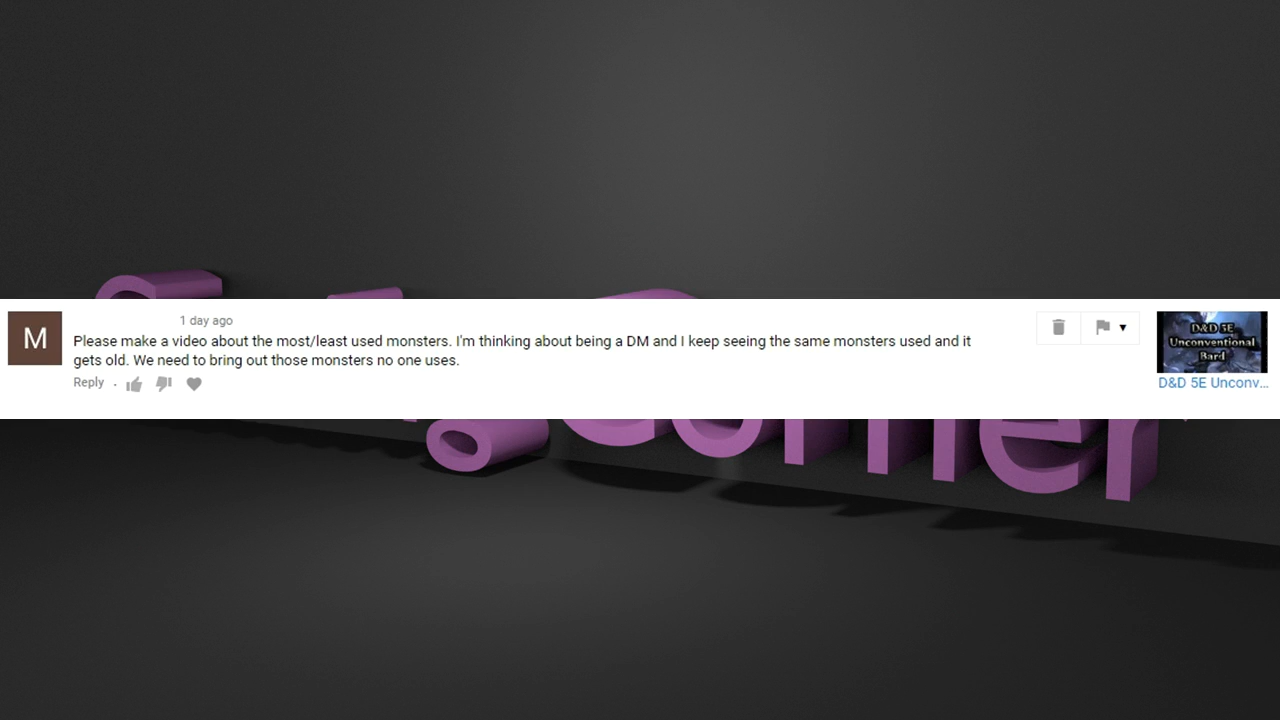 M
1 day ago
Please make a video about the most/least used monsters. I'm thinking about being a DM and I keep seeing the same monsters used and it
gets old. We need to bring out those monsters no one uses.
Reply
D&D 5E
Unconventional
Bard
D&D 5E Unconv...
Corner